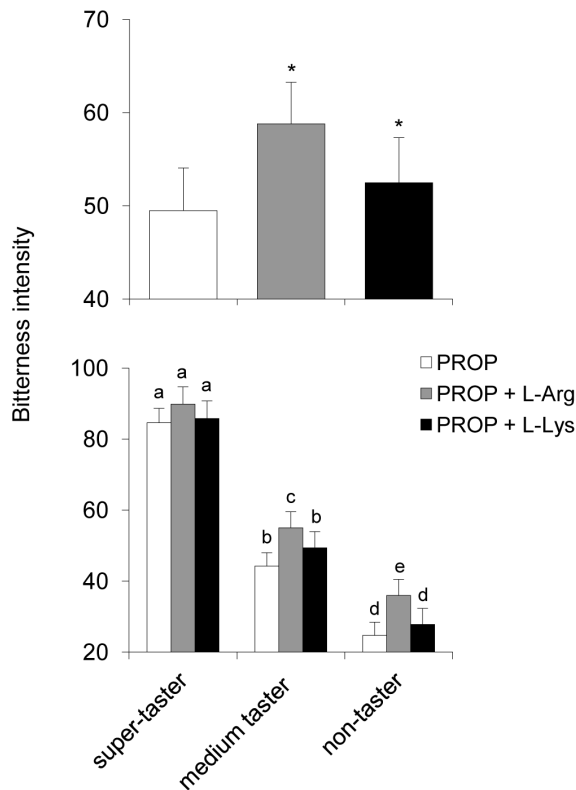 70
*
*
60
50
40
Bitterness intensity
100
80
60
40
20
PROP
PROP + L-Arg
PROP + L-Lys
a a a
b c b
d e d
super-taster
medium taster
non-taster